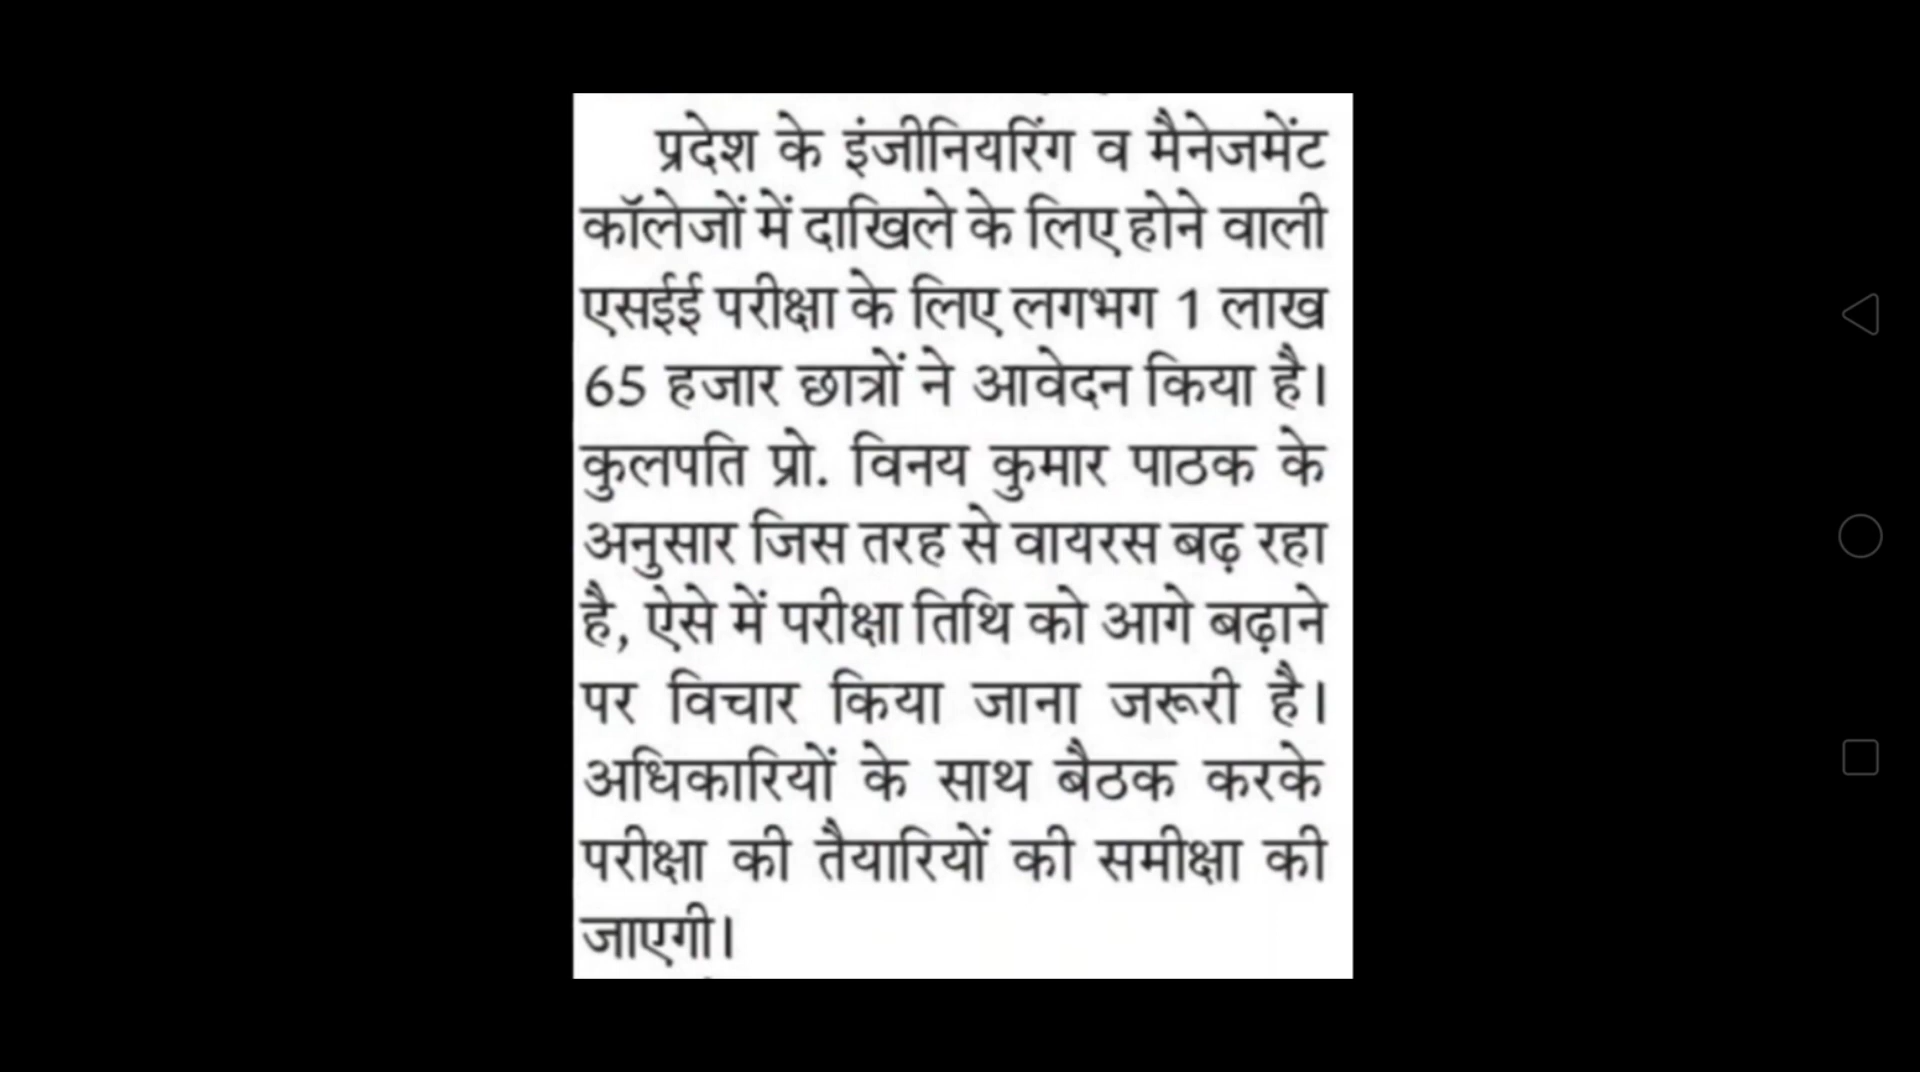 प्रदेश के इंजीनियरिंग व मैनेजमेंट
कॉलेजों में दाखिले के लिए होने वाली
एसईई परीक्षा के लिए लगभग 1 लाख
65 हजार छात्रों ने आवेदन किया है।
कुलपति प्रो. विनय कुमार पाठक के
अनुसार जिस तरह से वायरस बढ़ रहा
है, ऐसे में परीक्षा तिथि को आगे बढ़ाने
पर विचार किया जाना जरूरी है।
अधिकारियों के साथ बैठक करके
परीक्षा की तैयारियों की समीक्षा की
जाएगी।